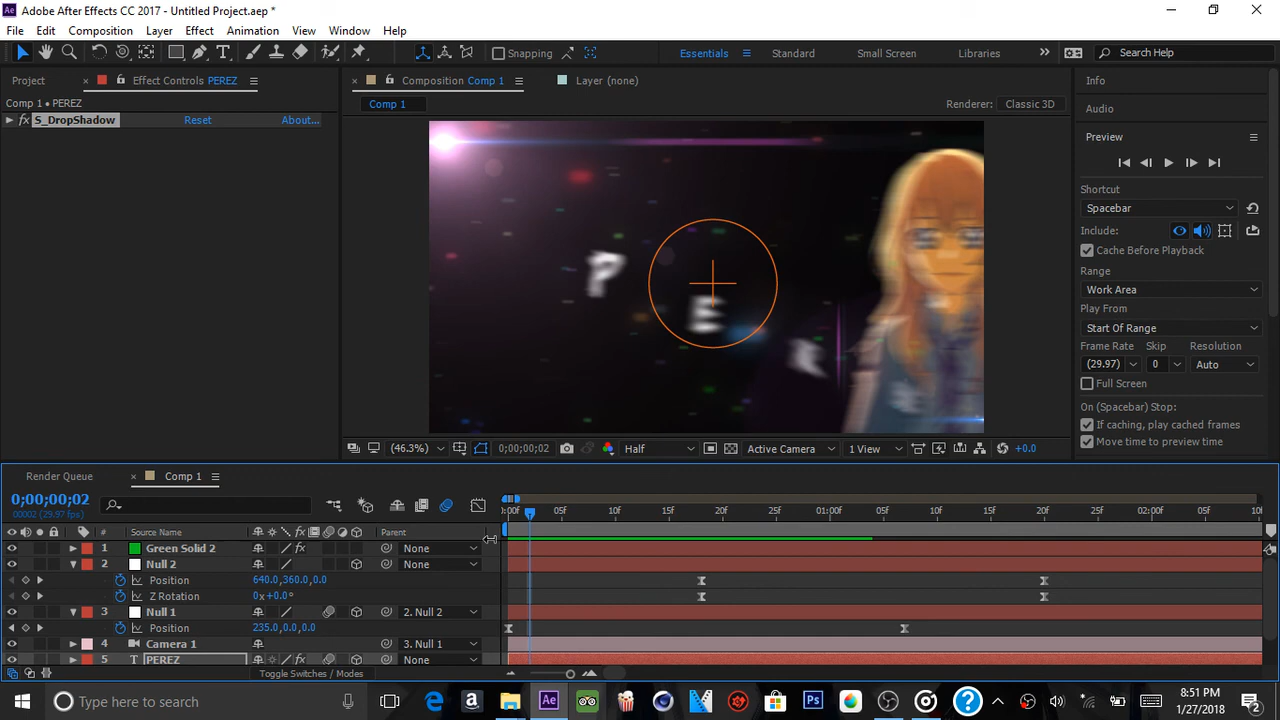 Adobe After Effects CC 2017 - Untitled Project.aep *
File Edit Composition Layer Effect Animation View Window Help
Snapping Essentials Standard Small Screen Libraries Search Help
Project Effect Controls PEREZ Composition Comp 1 Layer (none) Info
Comp 1 • PEREZ Comp 1 Renderer: Classic 3D Audio
fx S_DropShadow Reset About...
Preview
Shortcut
Spacebar
Include:
Cache Before Playback
Range
Work Area
Play From
Start Of Range
Frame Rate Skip Resolution
(29.97) 0 Auto
Full Screen
On (Spacebar) Stop:
If caching, play cached frames
Move time to preview time
P
E
R
(46.3%) 0;00;00;02 Half Active Camera 1 View +0.0
Render Queue Comp 1
0;00;00;02
00002 (29.97 fps)
:00f 05f 10f 15f 20f 25f 01:00f 05f 10f 15f 20f 25f 02:00f 05f 10f
# Source Name Parent
1 Green Solid 2 None
2 Null 2 None
Position 640.0,360.0,0.0
Z Rotation 0x+0.0°
3 Null 1 2. Null 2
Position 235.0,0.0,0.0
4 Camera 1 3. Null 1
5 T PEREZ None
Toggle Switches / Modes
Type here to search
8:51 PM
1/27/2018